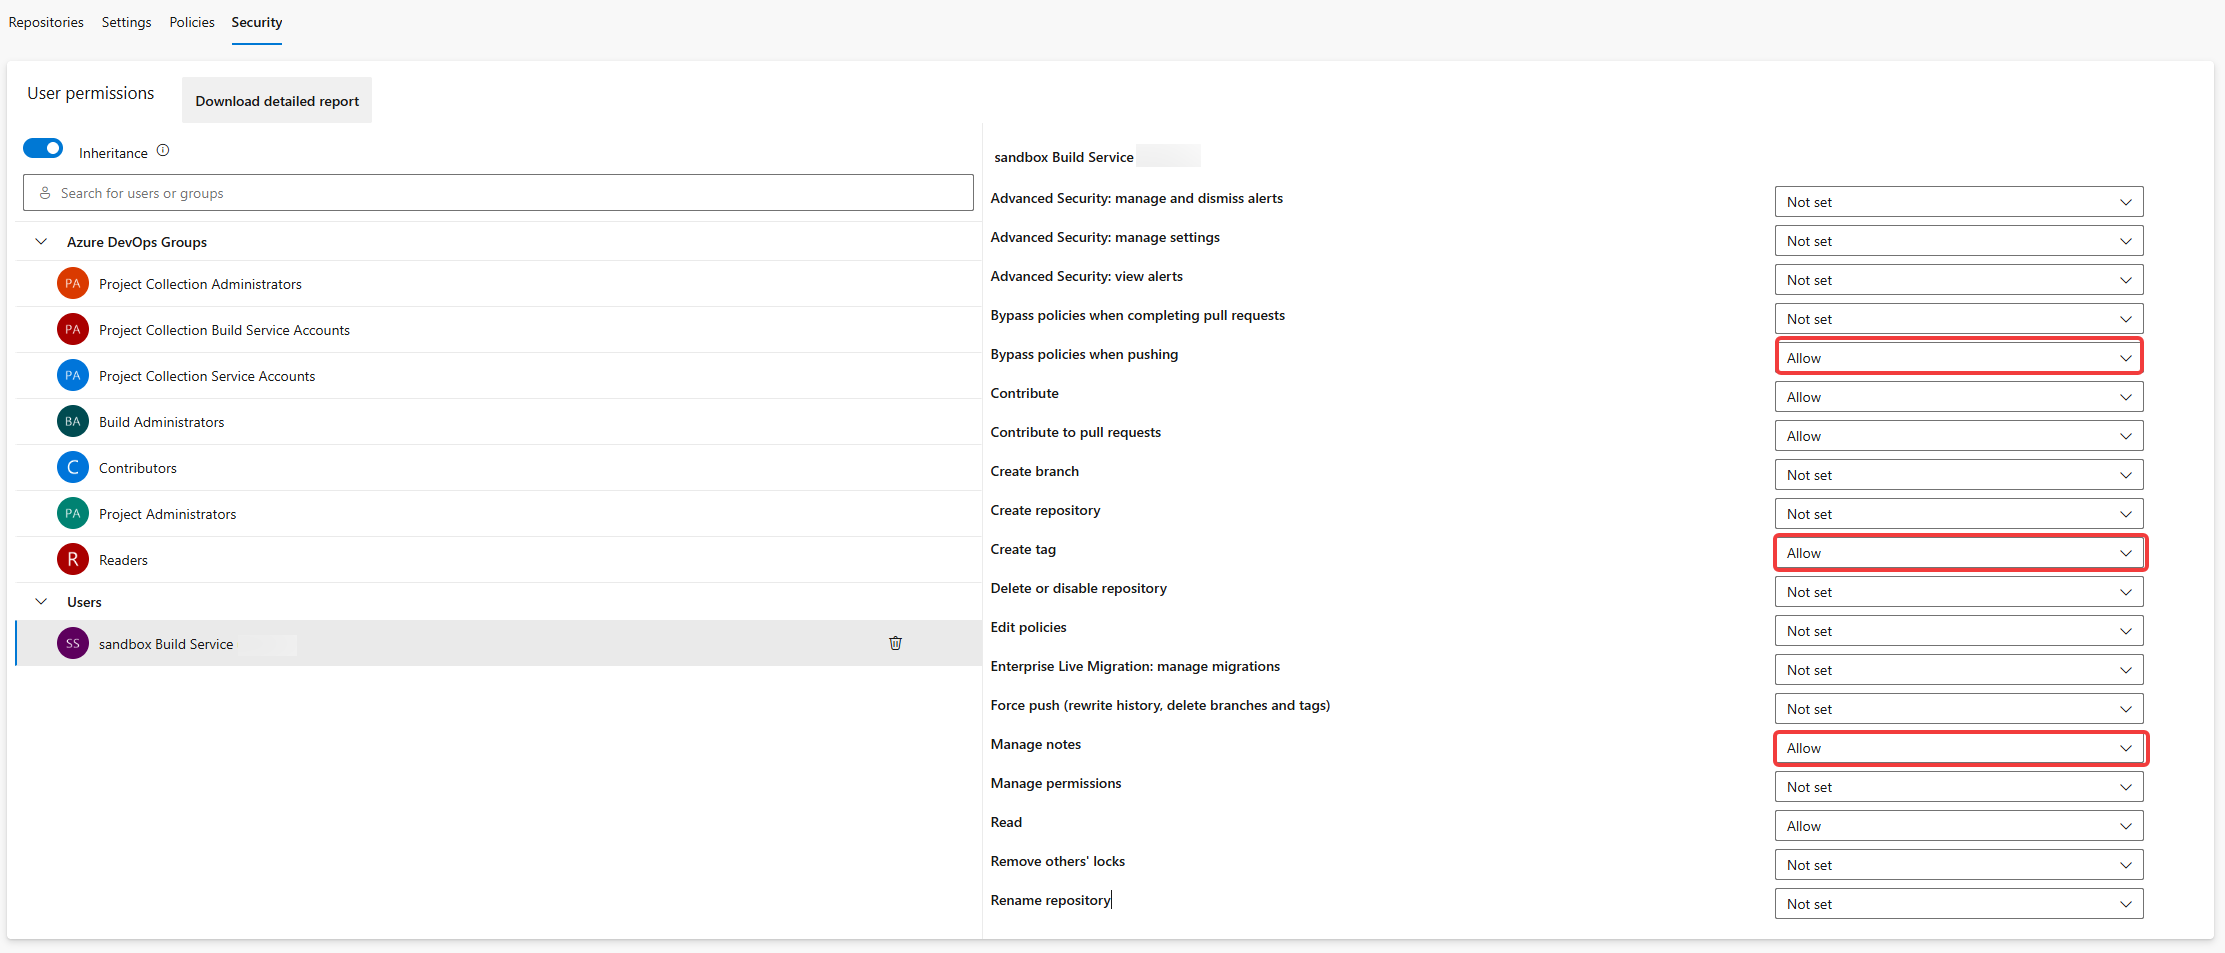 Repositories Settings Policies Security
User permissions
Download detailed report
Inheritance
Search for users or groups
Azure DevOps Groups
PA Project Collection Administrators
PA Project Collection Build Service Accounts
PA Project Collection Service Accounts
BA Build Administrators
C Contributors
PA Project Administrators
R Readers
Users
SS sandbox Build Service
sandbox Build Service
Advanced Security: manage and dismiss alerts Not set
Advanced Security: manage settings Not set
Advanced Security: view alerts Not set
Bypass policies when completing pull requests Not set
Bypass policies when pushing Allow
Contribute Allow
Contribute to pull requests Allow
Create branch Not set
Create repository Not set
Create tag Allow
Delete or disable repository Not set
Edit policies Not set
Enterprise Live Migration: manage migrations Not set
Force push (rewrite history, delete branches and tags) Not set
Manage notes Allow
Manage permissions Not set
Read Allow
Remove others' locks Not set
Rename repository Not set